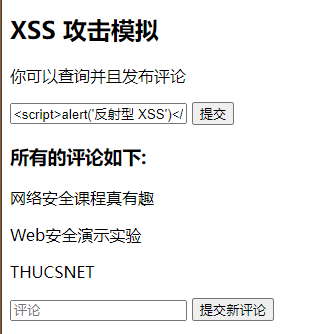 XSS 攻击模拟
你可以查询并且发布评论
<script>alert('反射型 XSS')</ 提交
所有的评论如下:
网络安全课程真有趣
Web安全演示实验
THUCSNET
评论 提交新评论